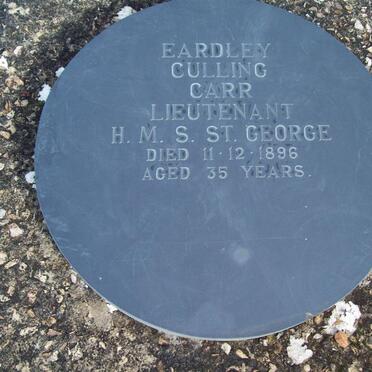 EARDLEY
CULLING
CARR
LIEUTENANT
H. M. S. ST. GEORGE
DIED 11·12·1896
AGED 35 YEARS.